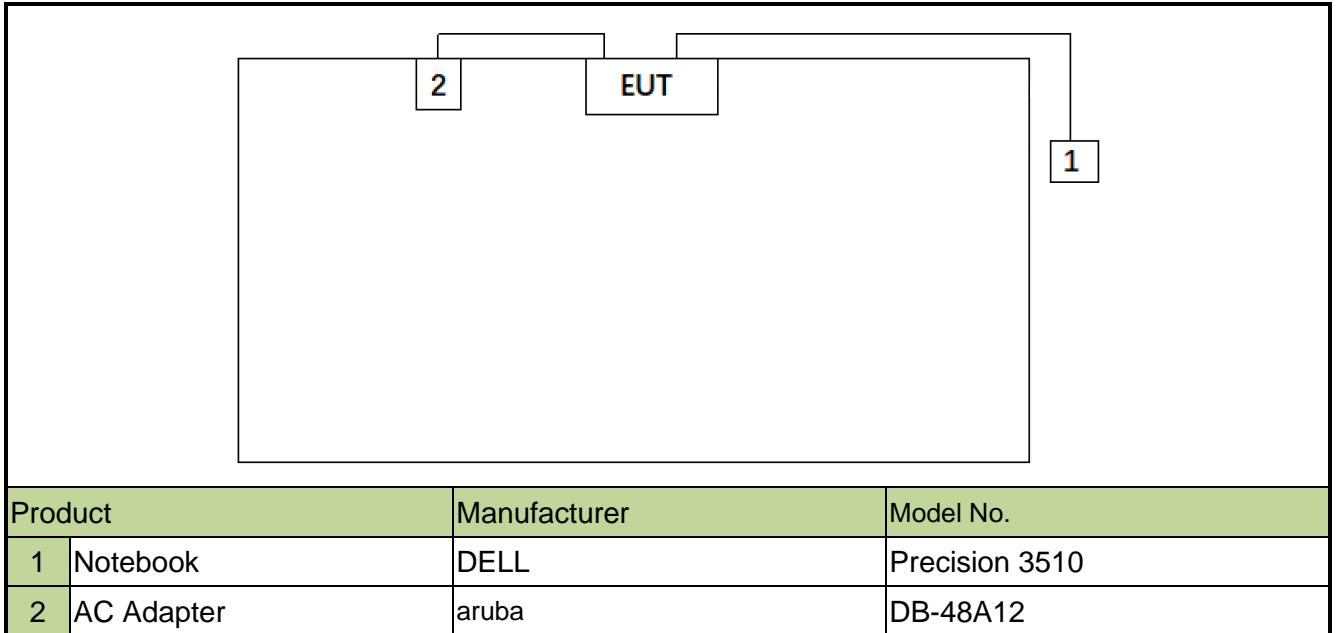 2 EUT
1
Product Manufacturer Model No.
1 Notebook DELL Precision 3510
2 AC Adapter aruba DB-48A12